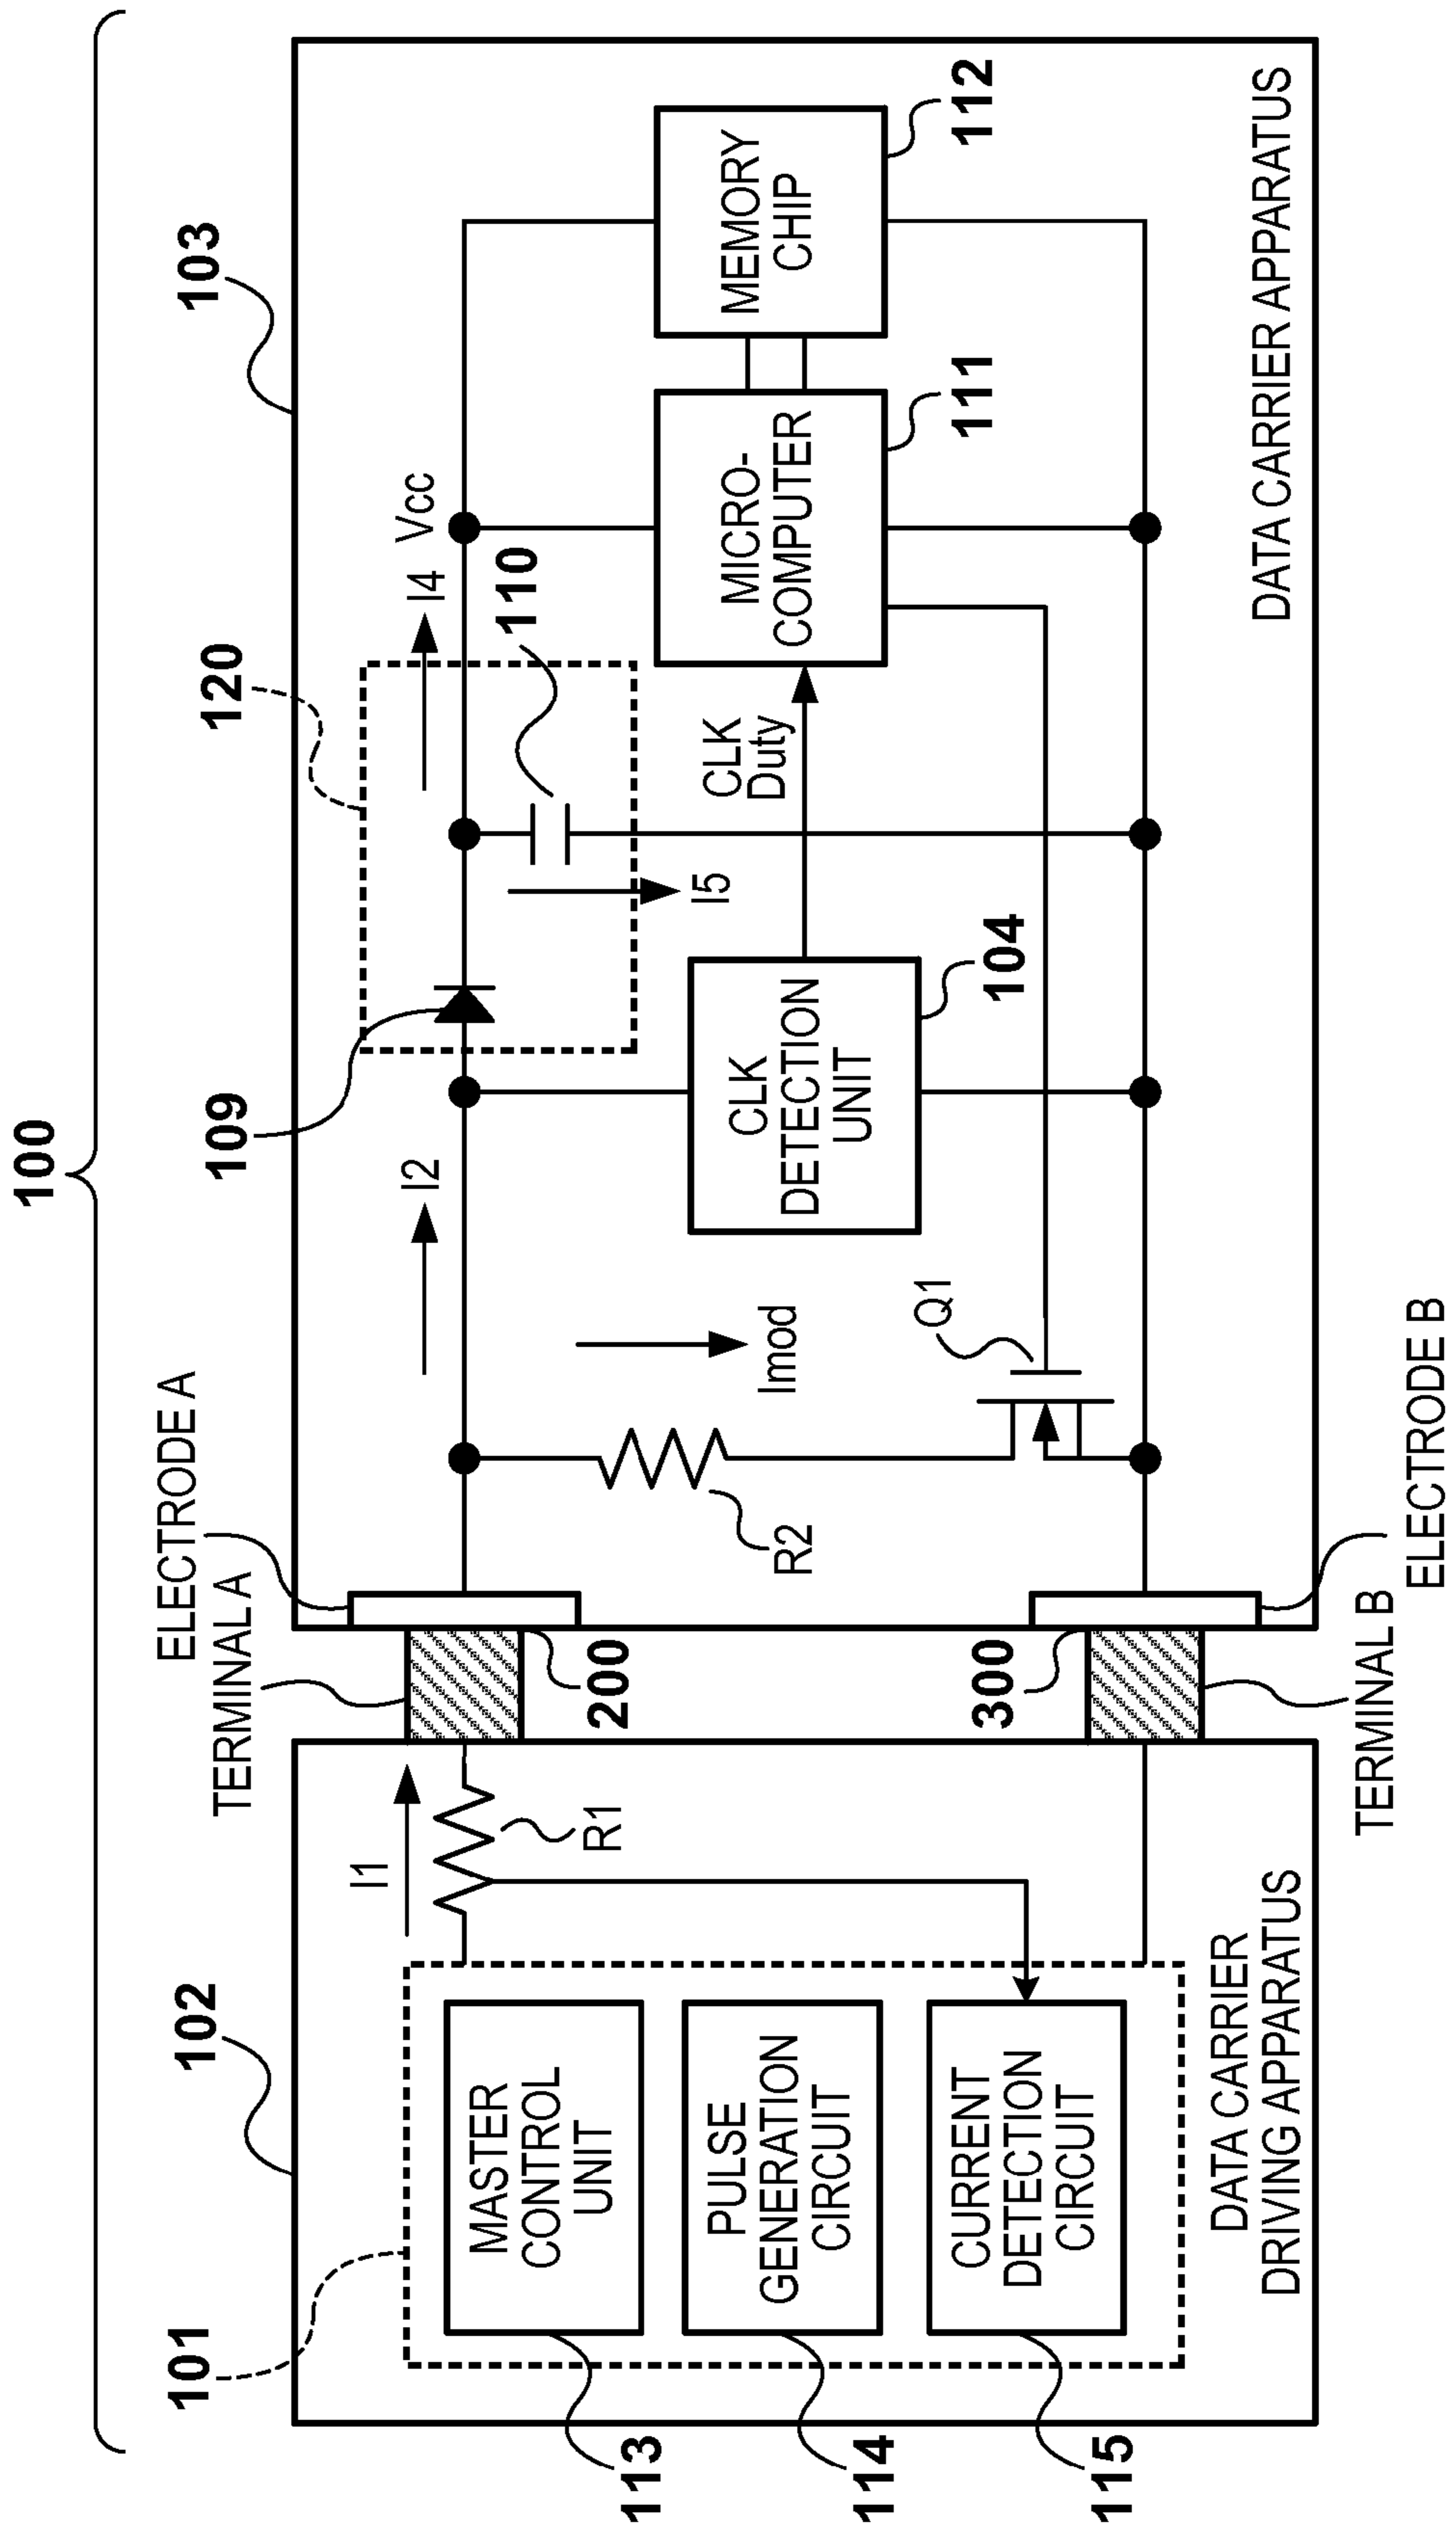 100
102
101
MASTER
CONTROL
UNIT
113
PULSE
GENERATION
CIRCUIT
114
CURRENT
DETECTION
CIRCUIT
115
I1
R1
DATA CARRIER
DRIVING APPARATUS
TERMINAL A
ELECTRODE A
200
300
TERMINAL B
ELECTRODE B
103
I2
Imod
R2
Q1
109
120
110
I4
Vcc
I5
CLK
DETECTION
UNIT
104
CLK
Duty
MICRO-
COMPUTER
111
MEMORY
CHIP
112
DATA CARRIER APPARATUS